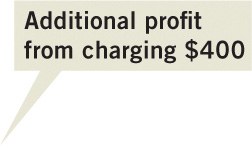 Additional profit
from charging $400